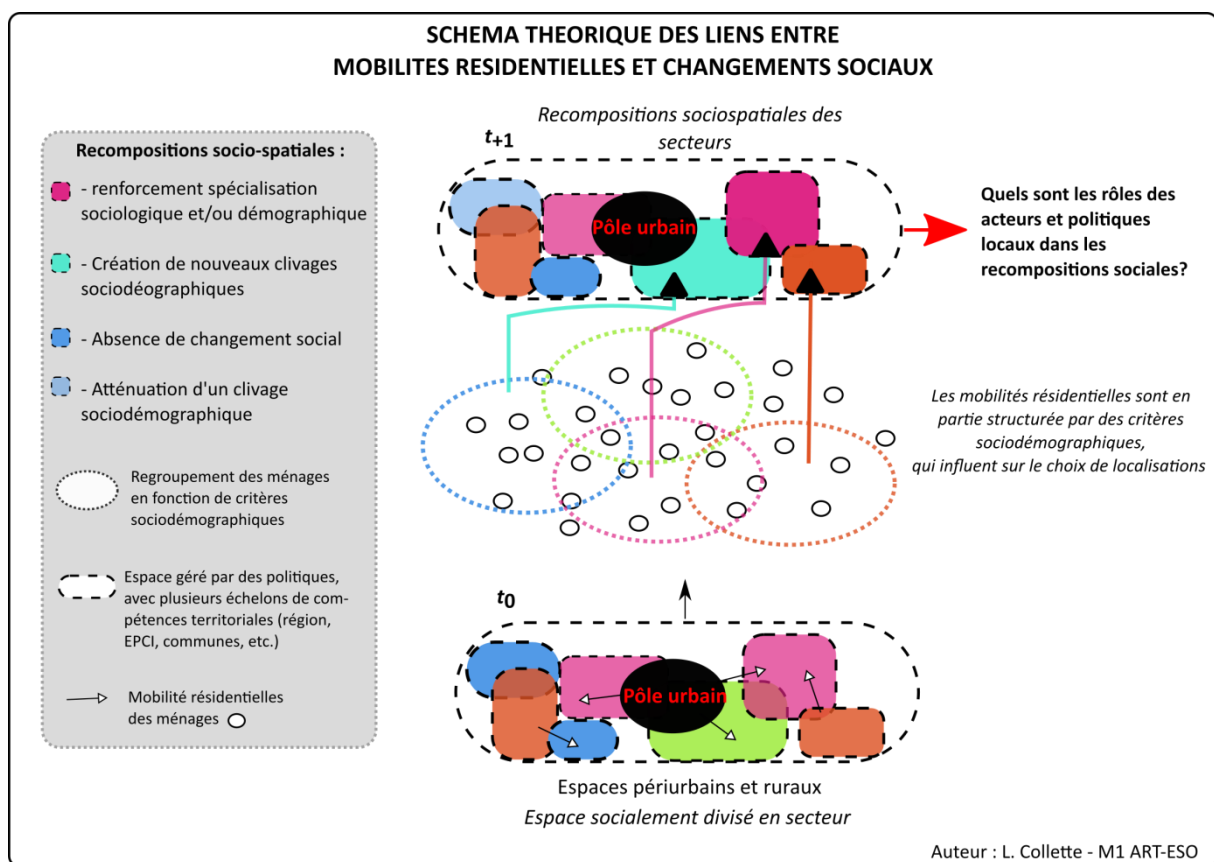 SCHEMA THEORIQUE DES LIENS ENTRE
MOBILITES RESIDENTIELLES ET CHANGEMENTS SOCIAUX
Recompositions socio-spatiales :
- renforcement spécialisation
sociologique et/ou démographique
- Création de nouveaux clivages
sociodéographiques
- Absence de changement social
- Atténuation d'un clivage
sociodémographique
Regroupement des ménages
en fonction de critères
sociodémographiques
Espace géré par des politiques,
avec plusieurs échelons de com-
pétences territoriales (région,
EPCI, communes, etc.)
Mobilité résidentielles
des ménages
Recompositions sociospatiales des
secteurs
t+1
Pôle urbain
Quels sont les rôles des
acteurs et politiques
locaux dans les
recompositions sociales?
Les mobilités résidentielles sont en
partie structurée par des critères
sociodémographiques,
qui influent sur le choix de localisations
t0
Pôle urbain
Espaces périurbains et ruraux
Espace socialement divisé en secteur
Auteur : L. Collette - M1 ART-ESO